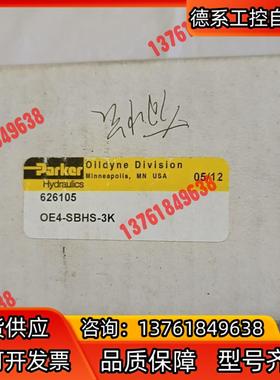 德系工控自
13761849638
13761849638
Parker
Hydraulics
Oildyne Division
Minneapolis, MN USA
05/12
626105
OE4-SBHS-3K
13761849638
货供应
咨询：13761849638
可开发票
品质保障
型号齐